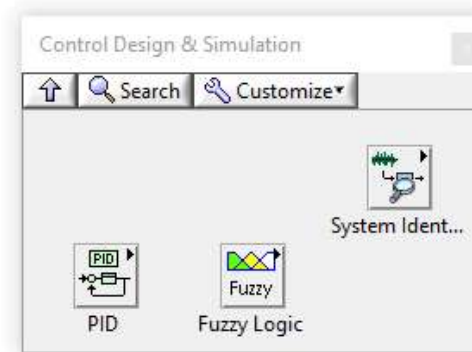 Control Design & Simulation
Search Customize
System Ident...
PID
Fuzzy
PID Fuzzy Logic